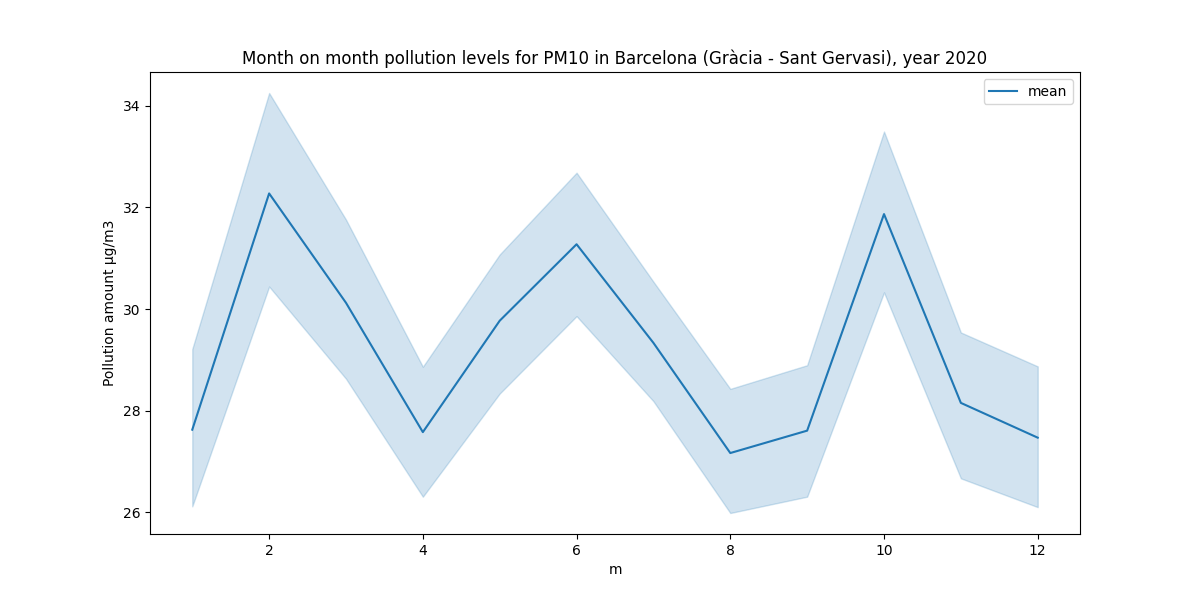 Month on month pollution levels for PM10 in Barcelona (Gràcia - Sant Gervasi), year 2020
mean
Pollution amount µg/m3
34
32
30
28
26
2 4 6 8 10 12
m